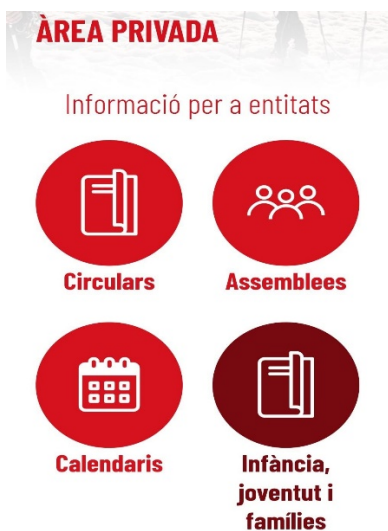 ÀREA PRIVADA
Informació per a entitats
Circulars
Assemblees
Calendaris
Infància,
joventut i
famílies